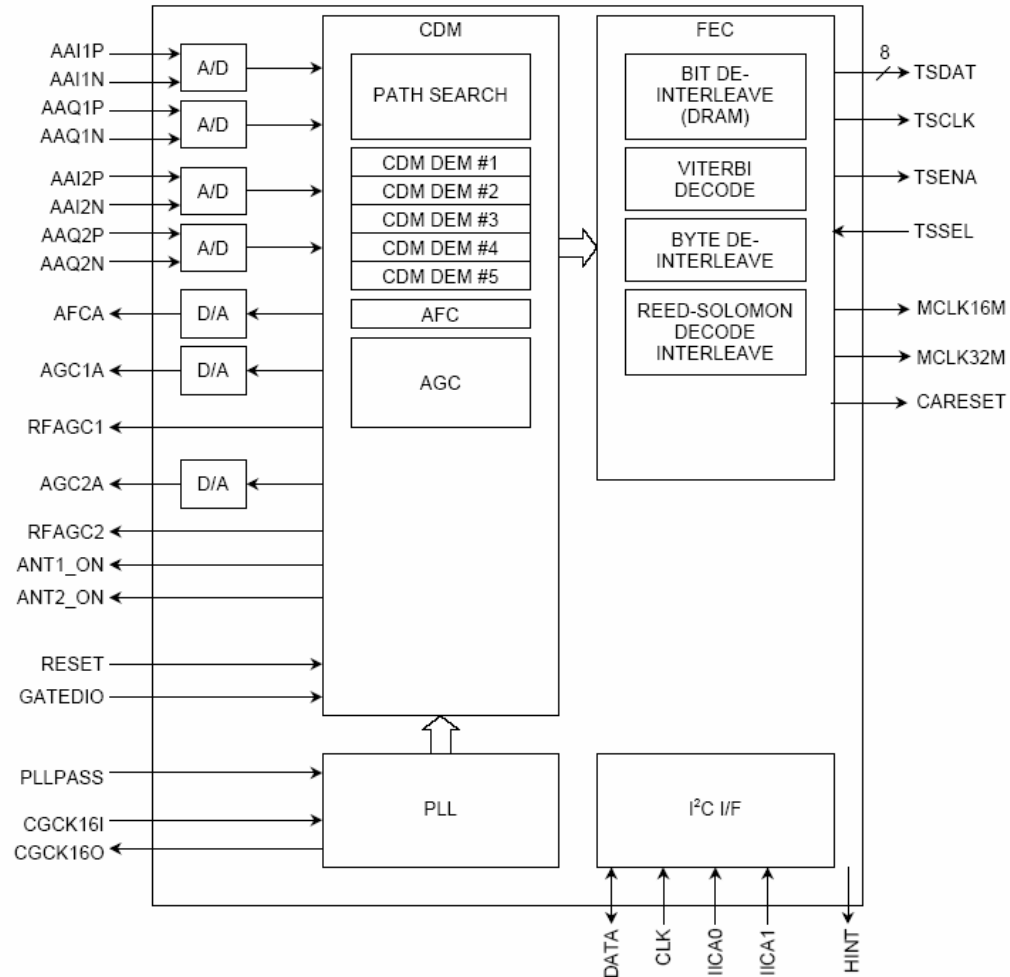 CDM
FEC
AAI1P
AAI1N
AAQ1P
AAQ1N
AAI2P
AAI2N
AAQ2P
AAQ2N
AFCA
AGC1A
RFAGC1
AGC2A
RFAGC2
ANT1_ON
ANT2_ON
RESET
GATEDIO
PLLPASS
CGCK16I
CGCK16O
A/D
A/D
A/D
A/D
D/A
D/A
D/A
PATH SEARCH
CDM DEM #1
CDM DEM #2
CDM DEM #3
CDM DEM #4
CDM DEM #5
AFC
AGC
PLL
BIT DE-
INTERLEAVE
(DRAM)
VITERBI
DECODE
BYTE DE-
INTERLEAVE
REED-SOLOMON
DECODE
INTERLEAVE
I²C I/F
8
TSDAT
TSCLK
TSENA
TSSEL
MCLK16M
MCLK32M
CARESET
DATA
CLK
IICA0
IICA1
HINT